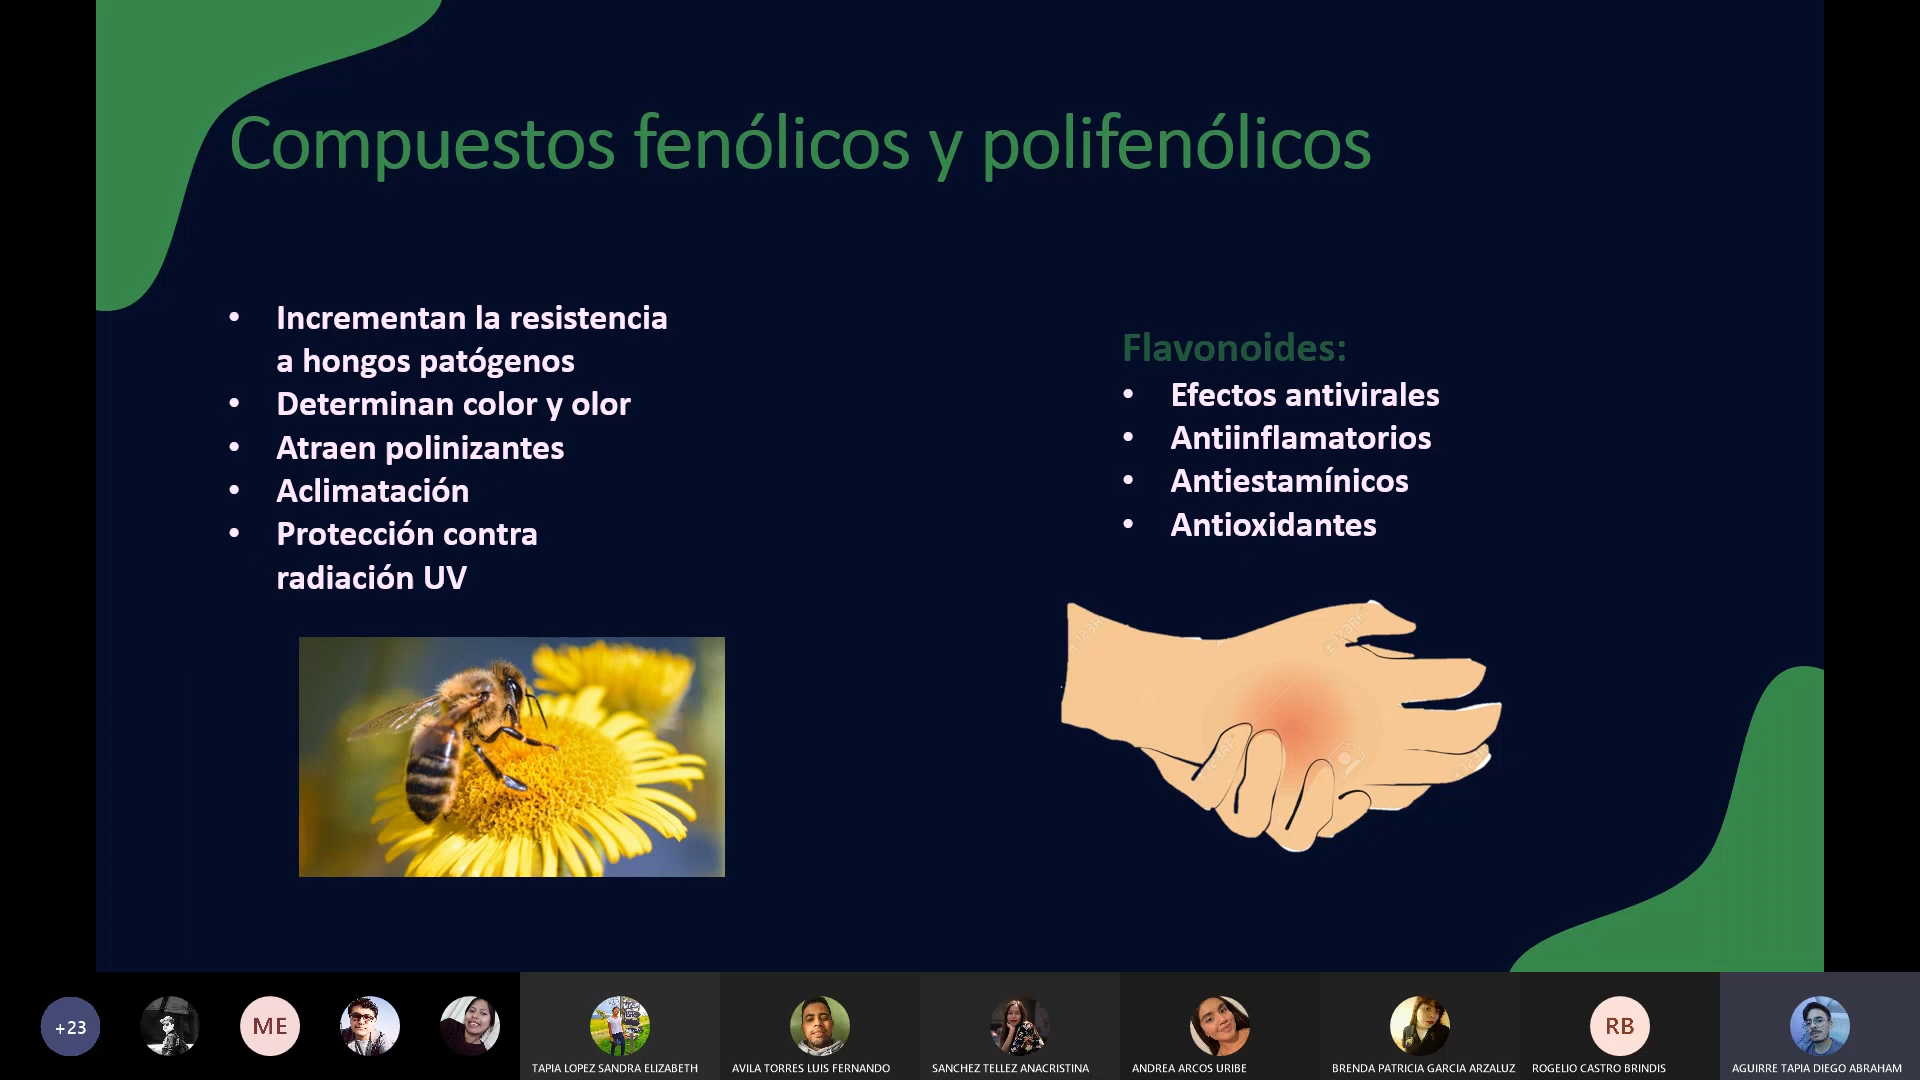 Compuestos fenólicos y polifenólicos
• Incrementan la resistencia
a hongos patógenos
• Determinan color y olor
• Atraen polinizantes
• Aclimatación
• Protección contra
radiación UV
Flavonoides:
• Efectos antivirales
• Antiinflamatorios
• Antiestamínicos
• Antioxidantes
+23
ME
RB
TAPIA LOPEZ SANDRA ELIZABETH
AVILA TORRES LUIS FERNANDO
SANCHEZ TELLEZ ANACRISTINA
ANDREA ARCOS URIBE
BRENDA PATRICIA GARCIA ARZALUZ
ROGELIO CASTRO BRINDIS
AGUIRRE TAPIA DIEGO ABRAHAM